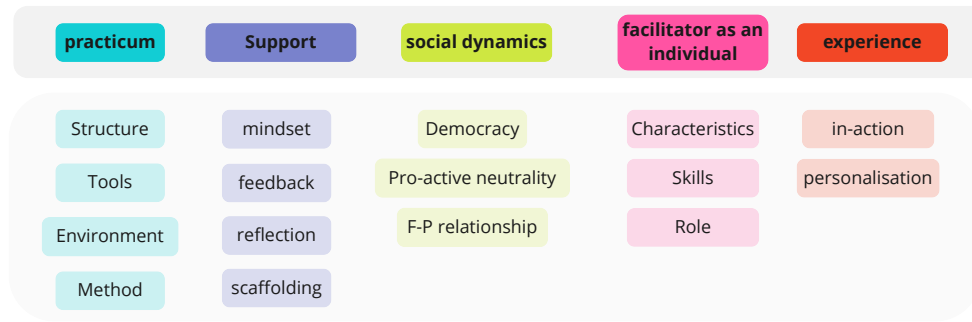 practicum
Support
social dynamics
facilitator as an
individual
experience
Structure
Tools
Environment
Method
mindset
feedback
reflection
scaffolding
Democracy
Pro-active neutrality
F-P relationship
Characteristics
Skills
Role
in-action
personalisation